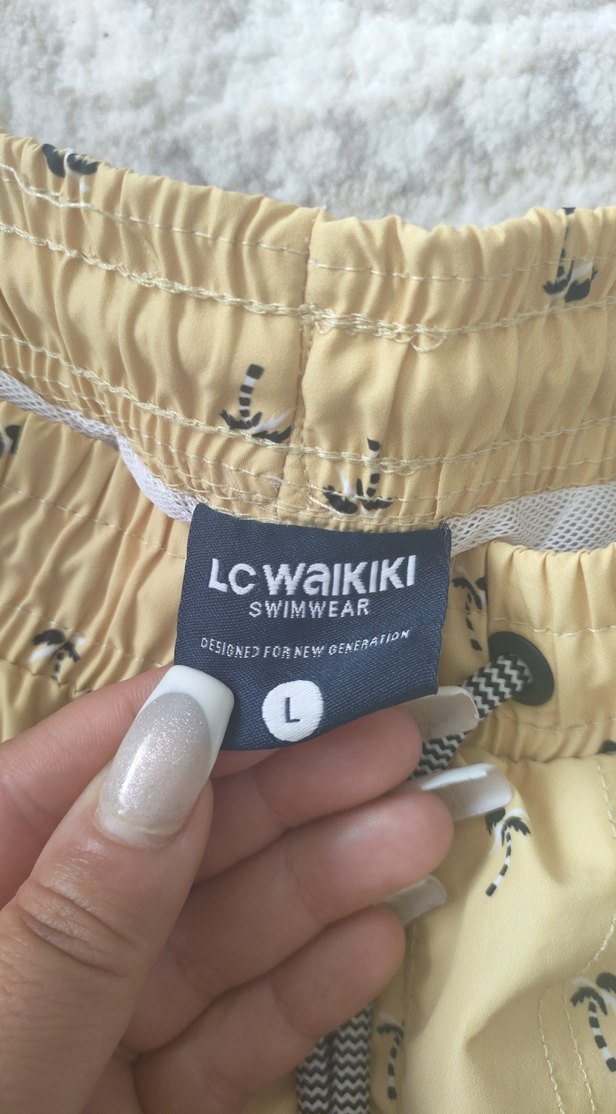 LC WAIKIKI
SWIMWEAR
DESIGNED FOR NEW GENERATION
L